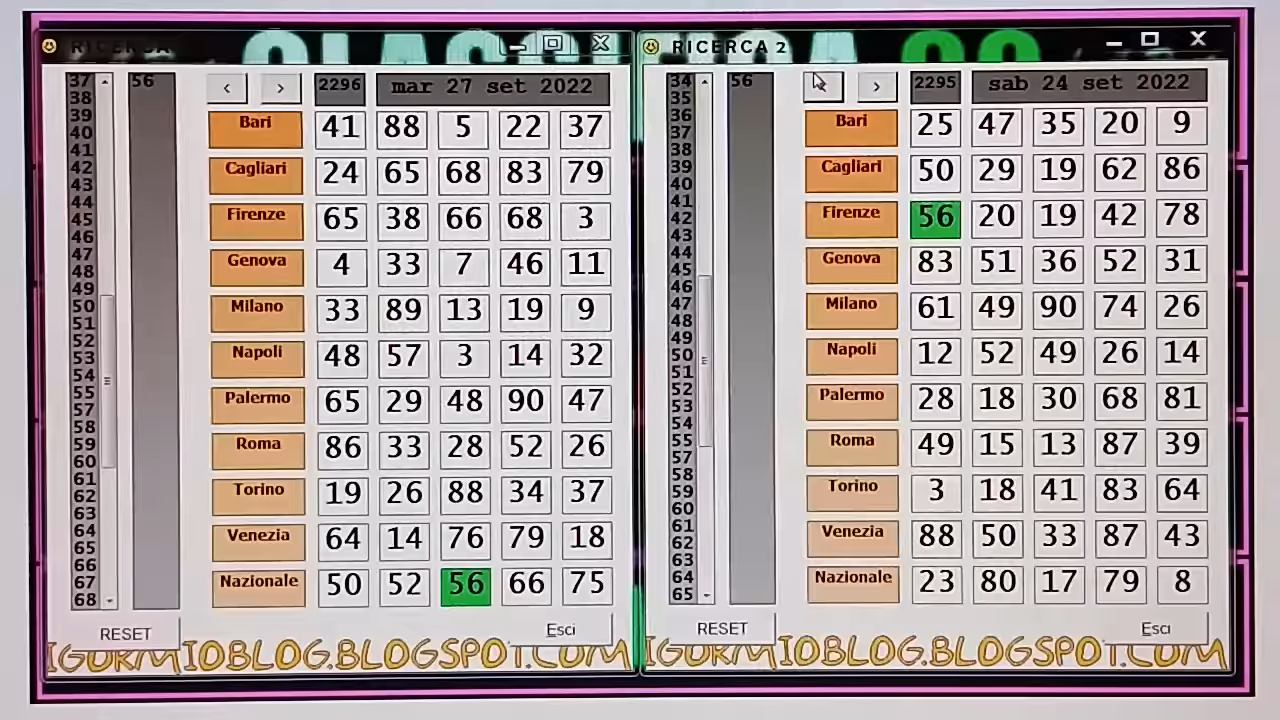 RICERCA
37 56 < > 2296 mar 27 set 2022
38
39 Bari 41 88 5 22 37
40
41
42 Cagliari 24 65 68 83 79
43
44
45 Firenze 65 38 66 68 3
46
47
48 Genova 4 33 7 46 11
49
50
51 Milano 33 89 13 19 9
52
53 Napoli 48 57 3 14 32
54
55
56
57 Palermo 65 29 48 90 47
58
59 Roma 86 33 28 52 26
60
61
62 Torino 19 26 88 34 37
63
64
65 Venezia 64 14 76 79 18
66
67 Nazionale 50 52 56 66 75
68
RESET Esci
IGORMIOBLOG.BLOGSPOT.COM
RICERCA 2
34 56 > 2295 sab 24 set 2022
35
36 Bari 25 47 35 20 9
37
38
39 Cagliari 50 29 19 62 86
40
41
42 Firenze 56 20 19 42 78
43
44
45 Genova 83 51 36 52 31
46
47 Milano 61 49 90 74 26
48
49
50 Napoli 12 52 49 26 14
51
52
53 Palermo 28 18 30 68 81
54
55 Roma 49 15 13 87 39
56
57
58
59 Torino 3 18 41 83 64
60
61
62 Venezia 88 50 33 87 43
63
64 Nazionale 23 80 17 79 8
65
RESET Esci
IGORMIOBLOG.BLOGSPOT.COM